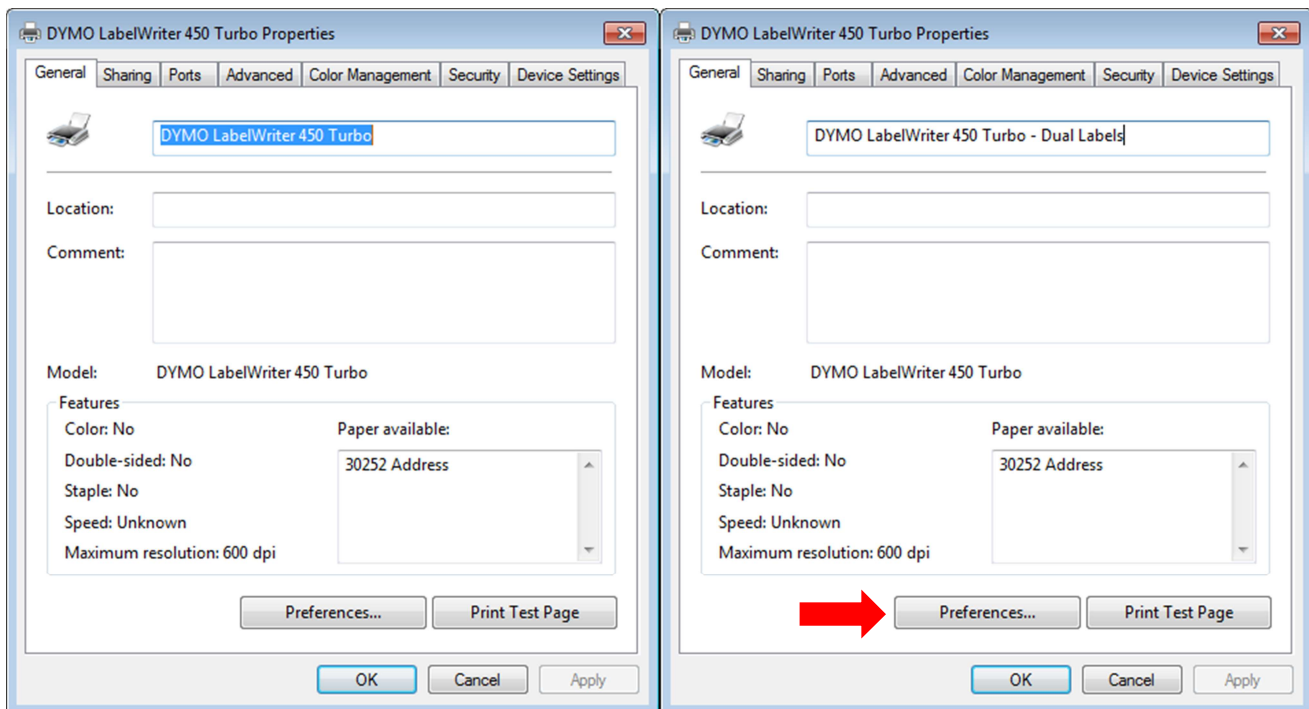 DYMO LabelWriter 450 Turbo Properties
General Sharing Ports Advanced Color Management Security Device Settings
DYMO LabelWriter 450 Turbo
Location:
Comment:
Model: DYMO LabelWriter 450 Turbo
Features
Color: No
Double-sided: No
Staple: No
Speed: Unknown
Maximum resolution: 600 dpi
Paper available:
30252 Address
Preferences... Print Test Page
OK Cancel Apply
DYMO LabelWriter 450 Turbo Properties
General Sharing Ports Advanced Color Management Security Device Settings
DYMO LabelWriter 450 Turbo - Dual Labels
Location:
Comment:
Model: DYMO LabelWriter 450 Turbo
Features
Color: No
Double-sided: No
Staple: No
Speed: Unknown
Maximum resolution: 600 dpi
Paper available:
30252 Address
Preferences... Print Test Page
OK Cancel Apply